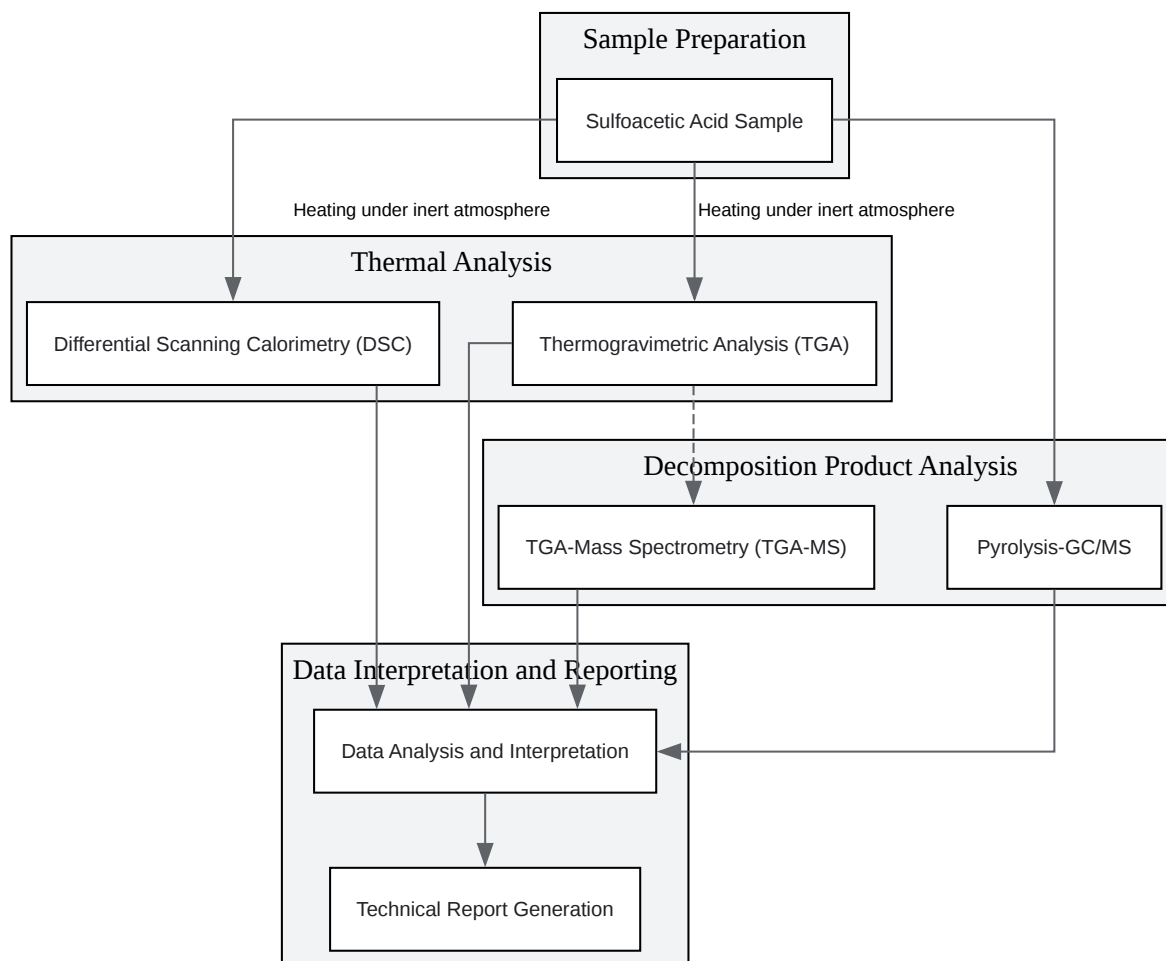 Sample Preparation
Sulfoacetic Acid Sample
Heating under inert atmosphere
Heating under inert atmosphere
Thermal Analysis
Differential Scanning Calorimetry (DSC)
Thermogravimetric Analysis (TGA)
Decomposition Product Analysis
TGA-Mass Spectrometry (TGA-MS)
Pyrolysis-GC/MS
Data Interpretation and Reporting
Data Analysis and Interpretation
Technical Report Generation